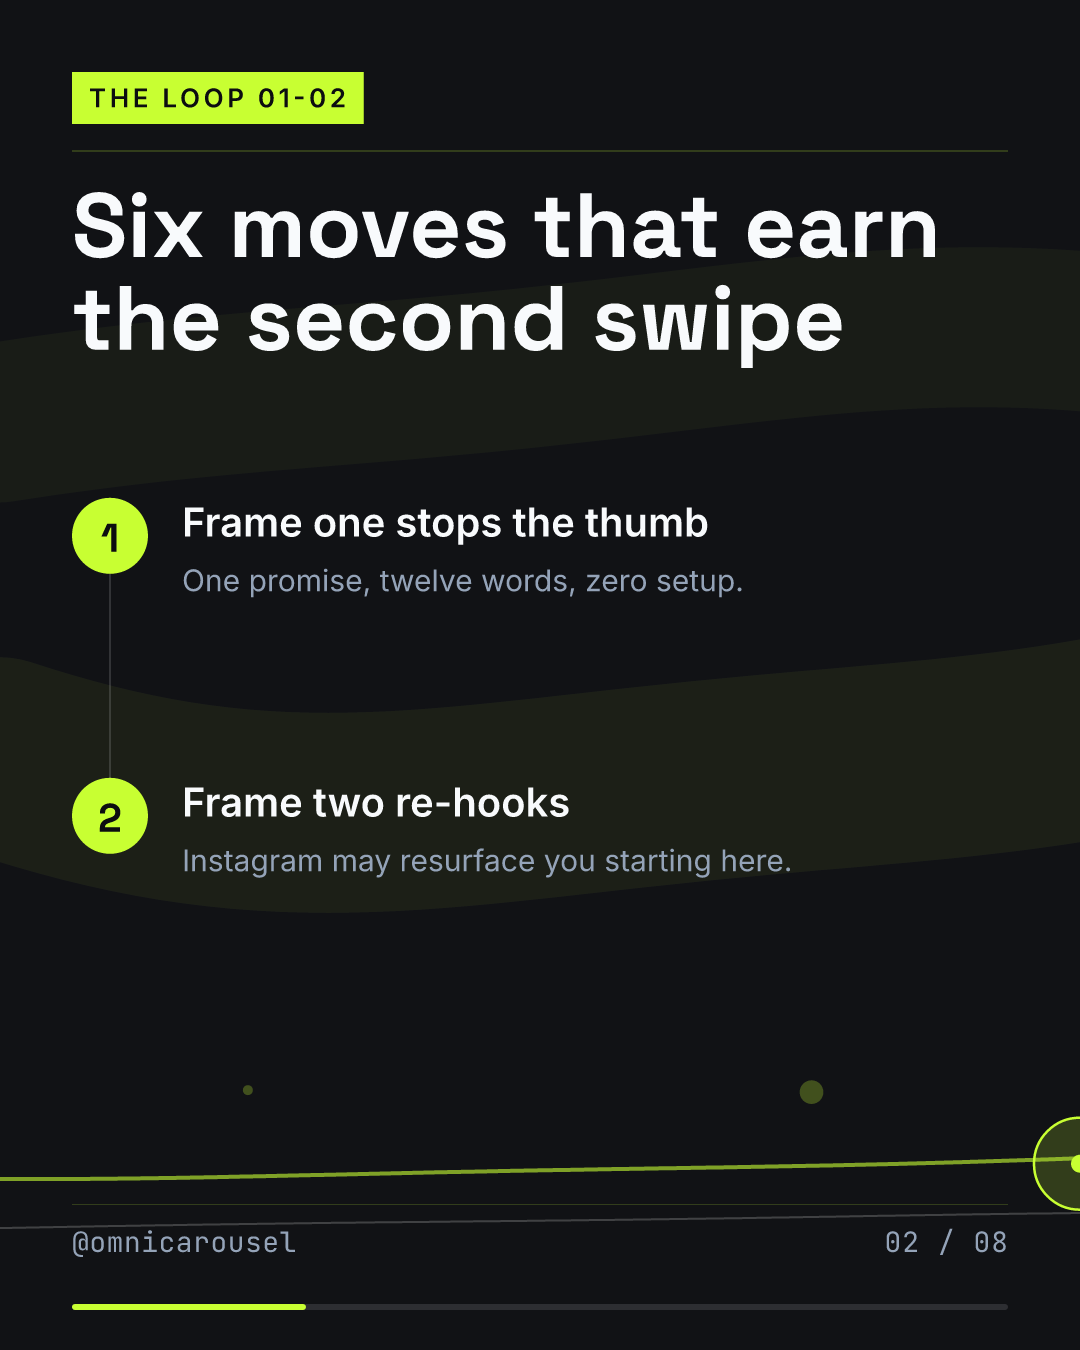 THE LOOP 01-02
Six moves that earn
the second swipe
1
Frame one stops the thumb
One promise, twelve words, zero setup.
2
Frame two re-hooks
Instagram may resurface you starting here.
@omnicarousel
02 / 08